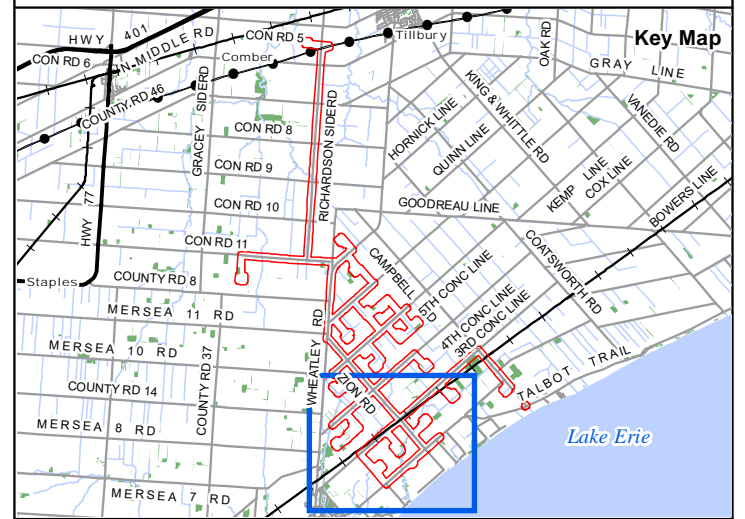 Key Map
HWY 401
CON RD 5
Tillbury
OAK RD
CON RD 6
N MIDDLE RD
Comber
GRAY LINE
COUNTY RD 46
GRACEY SIDERD
RICHARDSON SIDERD
KING & WHITTLE RD
VANEDIE RD
HORNICK LINE
QUINN LINE
CON RD 8
KEMP LINE
COX LINE
BOWERS LINE
CON RD 9
HWY 77
CON RD 10
GOODREAU LINE
CON RD 11
CAMPBELL
COATSWORTH RD
Staples
COUNTY RD 8
5TH CONC LINE
MERSEA 11 RD
WHEATLEY RD
4TH CONC LINE
3RD CONC LINE
MERSEA 10 RD
COUNTY RD 37
ZION RD
TALBOT TRAIL
COUNTY RD 14
MERSEA 8 RD
Lake Erie
MERSEA 7 RD